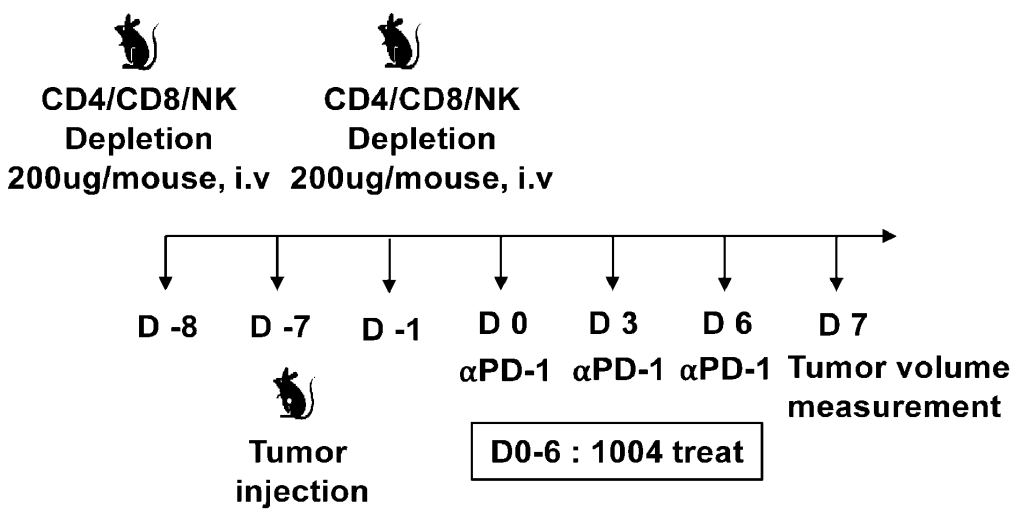 CD4/CD8/NK
Depletion
200ug/mouse, i.v
CD4/CD8/NK
Depletion
200ug/mouse, i.v
D -8
D -7
D -1
D 0
D 3
D 6
D 7
αPD-1
αPD-1
αPD-1
Tumor volume
measurement
Tumor
injection
D0-6 : 1004 treat